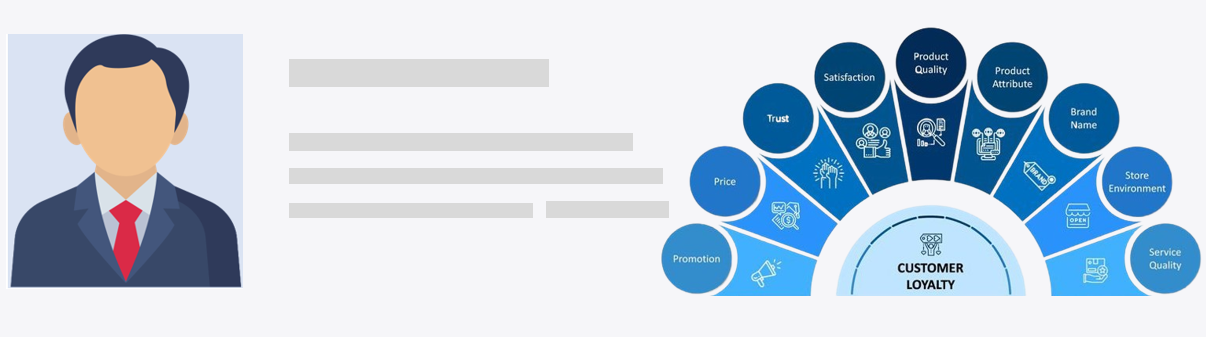 Promotion
Price
Trust
Satisfaction
Product
Quality
Product
Attribute
Brand
Name
Store
Environment
Service
Quality
BRAND
OPEN
CUSTOMER
LOYALTY